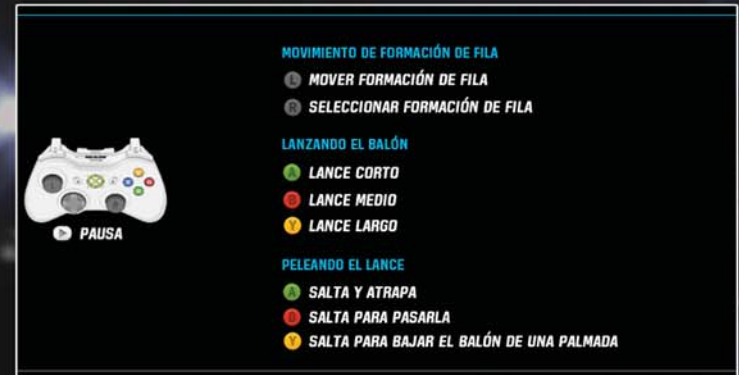 MOVIMIENTO DE FORMACIÓN DE FILA
L MOVER FORMACIÓN DE FILA
R SELECCIONAR FORMACIÓN DE FILA
LANZANDO EL BALÓN
A LANCE CORTO
B LANCE MEDIO
Y LANCE LARGO
PAUSA
PELEANDO EL LANCE
A SALTA Y ATRAPA
B SALTA PARA PASARLA
Y SALTA PARA BAJAR EL BALÓN DE UNA PALMADA